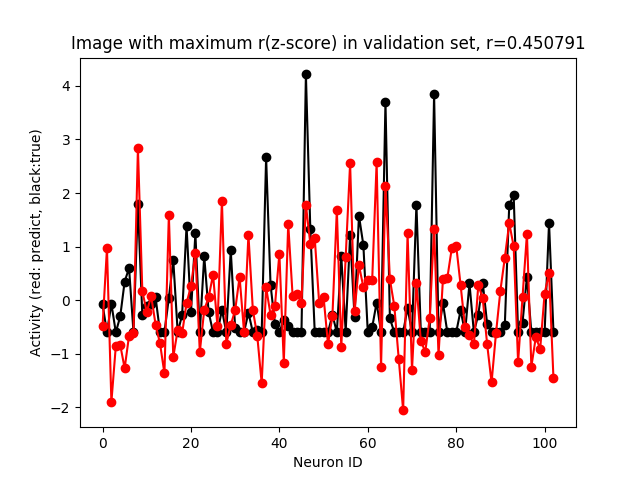 Image with maximum r(z-score) in validation set, r=0.450791
Activity (red: predict, black:true)
4
3
2
1
0
−1
−2
0 20 40 60 80 100
Neuron ID